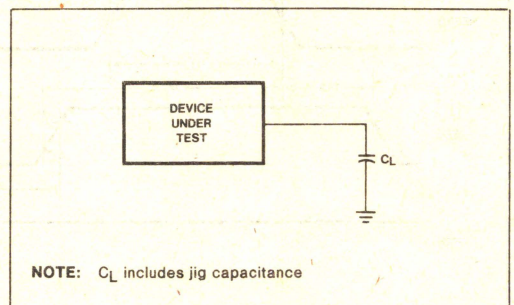 DEVICE
UNDER
TEST
CL
NOTE: CL includes jig capacitance